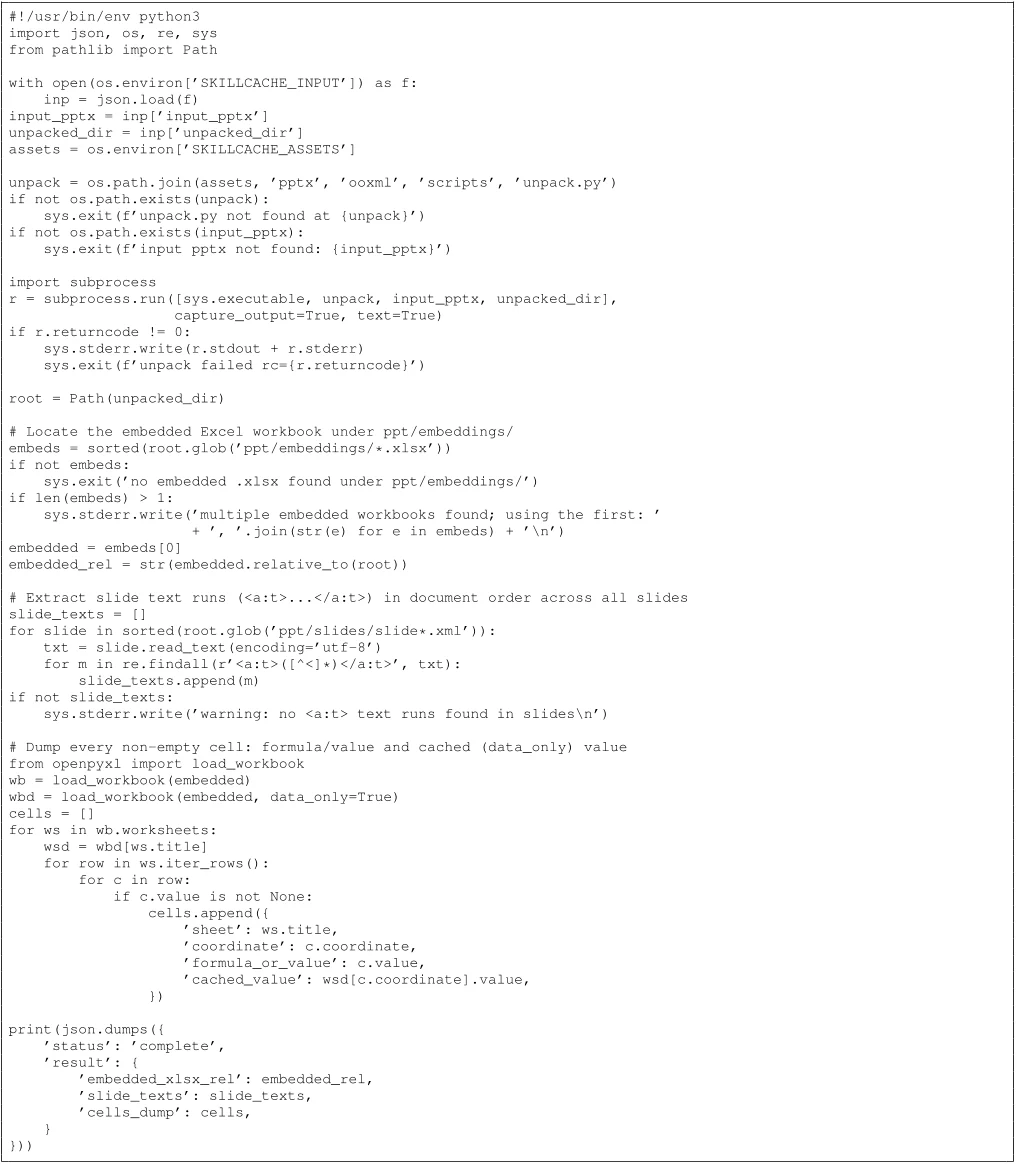 #!/usr/bin/env python3
import json, os, re, sys
from pathlib import Path

with open(os.environ['SKILLCACHE_INPUT']) as f:
    inp = json.load(f)
input_pptx = inp['input_pptx']
unpacked_dir = inp['unpacked_dir']
assets = os.environ['SKILLCACHE_ASSETS']

unpack = os.path.join(assets, 'pptx', 'ooxml', 'scripts', 'unpack.py')
if not os.path.exists(unpack):
    sys.exit(f'unpack.py not found at {unpack}')
if not os.path.exists(input_pptx):
    sys.exit(f'input pptx not found: {input_pptx}')

import subprocess
r = subprocess.run([sys.executable, unpack, input_pptx, unpacked_dir],
                   capture_output=True, text=True)
if r.returncode != 0:
    sys.stderr.write(r.stdout + r.stderr)
    sys.exit(f'unpack failed rc={r.returncode}')

root = Path(unpacked_dir)

# Locate the embedded Excel workbook under ppt/embeddings/
embeds = sorted(root.glob('ppt/embeddings/*.xlsx'))
if not embeds:
    sys.exit('no embedded .xlsx found under ppt/embeddings/')
if len(embeds) > 1:
    sys.stderr.write('multiple embedded workbooks found; using the first: '
                     + ', '.join(str(e) for e in embeds) + '\n')
embedded = embeds[0]
embedded_rel = str(embedded.relative_to(root))

# Extract slide text runs (<a:t>...</a:t>) in document order across all slides
slide_texts = []
for slide in sorted(root.glob('ppt/slides/slide*.xml')):
    txt = slide.read_text(encoding='utf-8')
    for m in re.findall(r'<a:t>([^<]*)</a:t>', txt):
        slide_texts.append(m)
if not slide_texts:
    sys.stderr.write('warning: no <a:t> text runs found in slides\n')

# Dump every non-empty cell: formula/value and cached (data_only) value
from openpyxl import load_workbook
wb = load_workbook(embedded)
wbd = load_workbook(embedded, data_only=True)
cells = []
for ws in wb.worksheets:
    wsd = wbd[ws.title]
    for row in ws.iter_rows():
        for c in row:
            if c.value is not None:
                cells.append({
                    'sheet': ws.title,
                    'coordinate': c.coordinate,
                    'formula_or_value': c.value,
                    'cached_value': wsd[c.coordinate].value,
                })

print(json.dumps({
    'status': 'complete',
    'result': {
        'embedded_xlsx_rel': embedded_rel,
        'slide_texts': slide_texts,
        'cells_dump': cells,
    }
}))